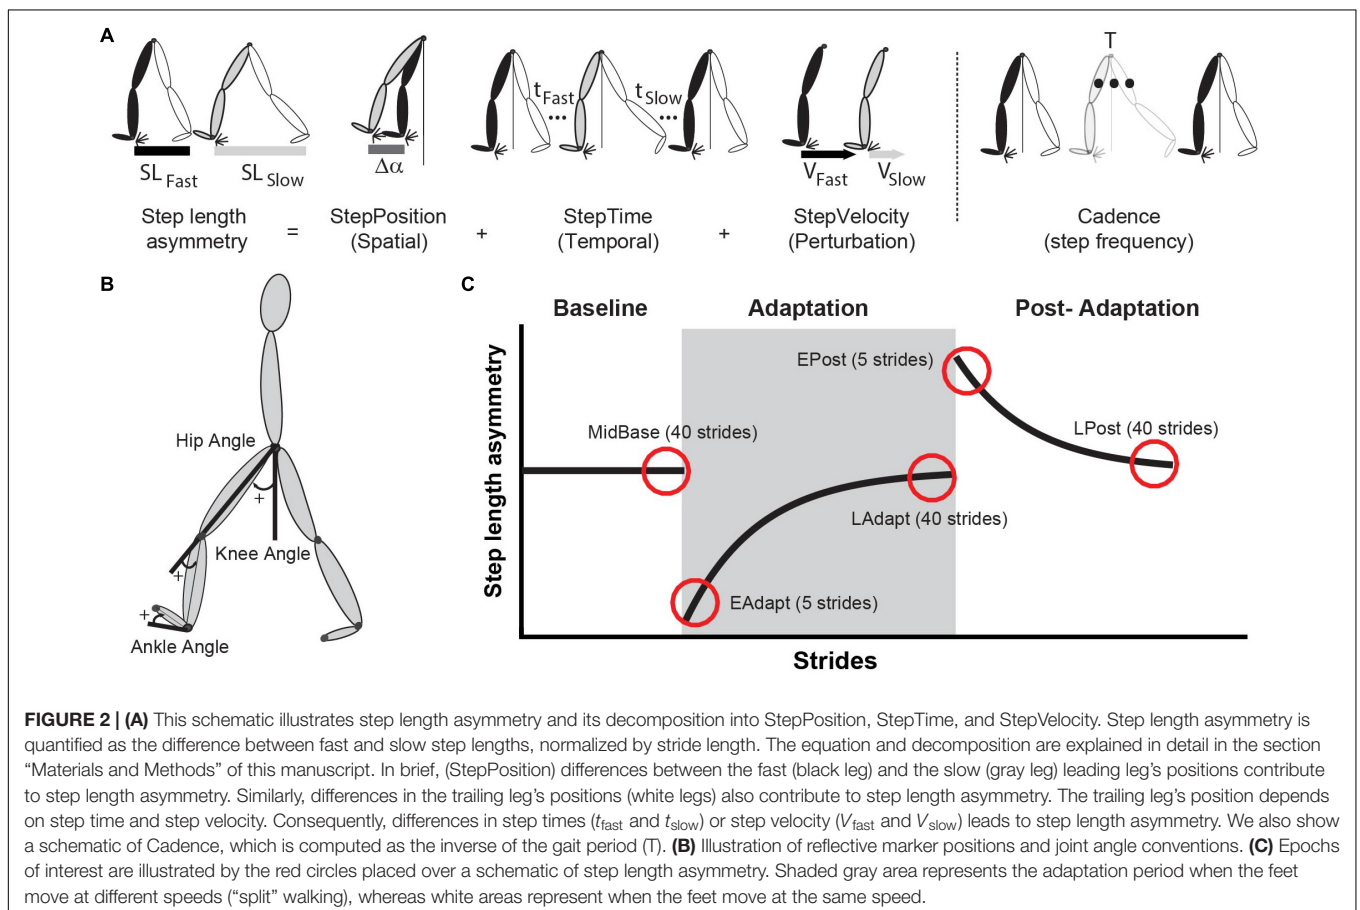 A
T
t Fast
t Slow
SL Fast
SL Slow
Δα
V Fast
V Slow
Step length
asymmetry
=
StepPosition
(Spatial)
+
StepTime
(Temporal)
+
StepVelocity
(Perturbation)
Cadence
(step frequency)
B
Hip Angle
+
Knee Angle
+
+
Ankle Angle
C
Baseline
Adaptation
Post- Adaptation
Step length asymmetry
EPost (5 strides)
MidBase (40 strides)
LPost (40 strides)
LAdapt (40 strides)
EAdapt (5 strides)
Strides
FIGURE 2 | (A) This schematic illustrates step length asymmetry and its decomposition into StepPosition, StepTime, and StepVelocity. Step length asymmetry is
quantified as the difference between fast and slow step lengths, normalized by stride length. The equation and decomposition are explained in detail in the section
“Materials and Methods” of this manuscript. In brief, (StepPosition) differences between the fast (black leg) and the slow (gray leg) leading leg’s positions contribute
to step length asymmetry. Similarly, differences in the trailing leg’s positions (white legs) also contribute to step length asymmetry. The trailing leg’s position depends
on step time and step velocity. Consequently, differences in step times (tfast and tslow) or step velocity (Vfast and Vslow) leads to step length asymmetry. We also show
a schematic of Cadence, which is computed as the inverse of the gait period (T). (B) Illustration of reflective marker positions and joint angle conventions. (C) Epochs
of interest are illustrated by the red circles placed over a schematic of step length asymmetry. Shaded gray area represents the adaptation period when the feet
move at different speeds (“split” walking), whereas white areas represent when the feet move at the same speed.